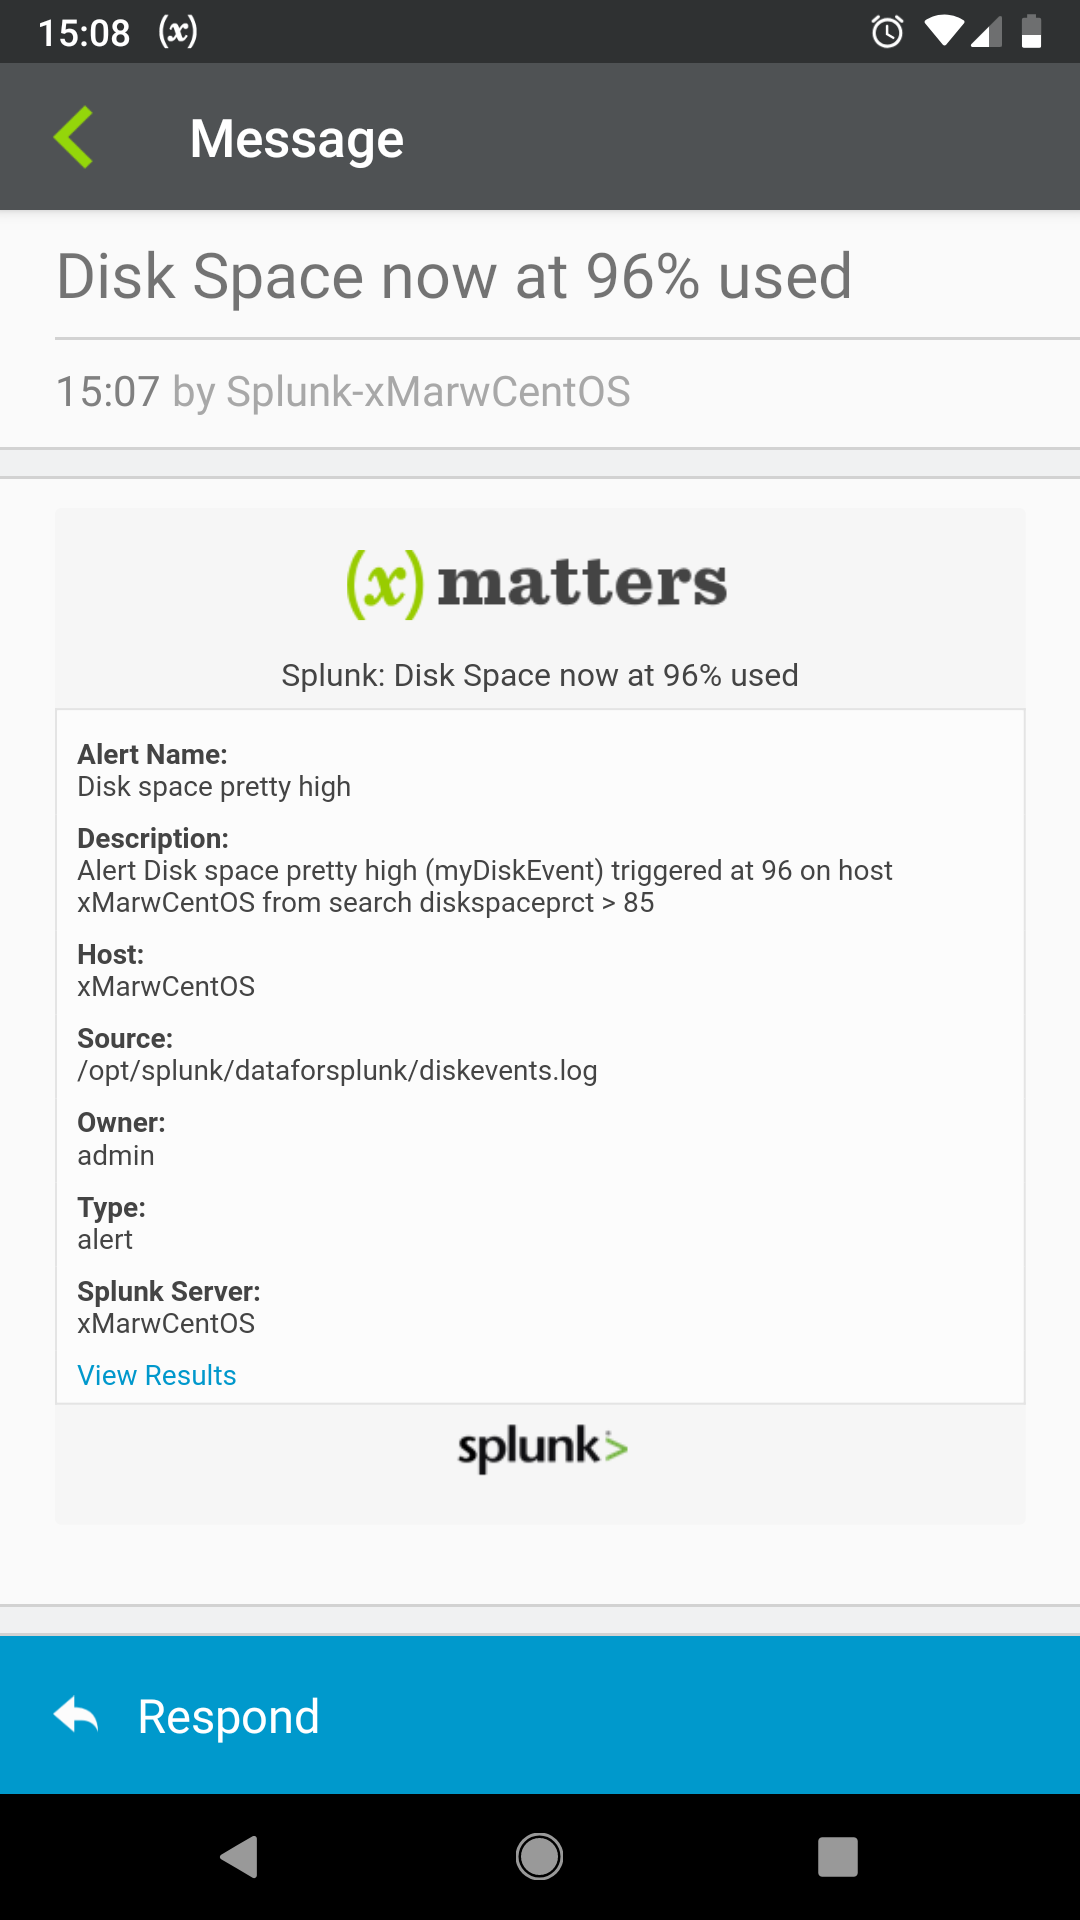 15:08 (x)
Message
Disk Space now at 96% used
15:07 by Splunk-xMarwCentOS
(x) matters
Splunk: Disk Space now at 96% used
Alert Name:
Disk space pretty high
Description:
Alert Disk space pretty high (myDiskEvent) triggered at 96 on host
xMarwCentOS from search diskspaceprct > 85
Host:
xMarwCentOS
Source:
/opt/splunk/dataforsplunk/diskevents.log
Owner:
admin
Type:
alert
Splunk Server:
xMarwCentOS
View Results
splunk>
Respond